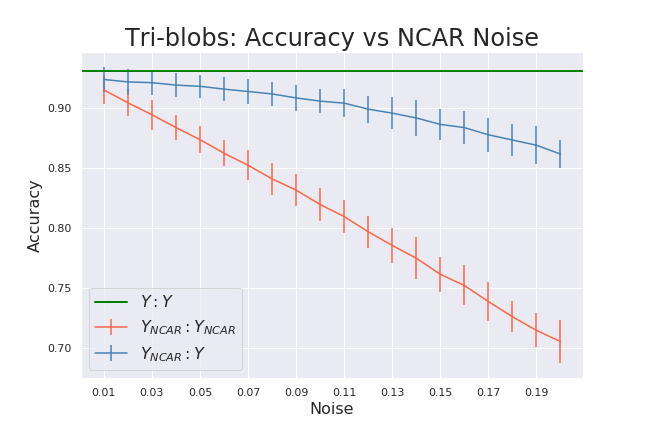 Tri-blobs: Accuracy vs NCAR Noise
Accuracy
0.90
0.85
0.80
0.75
0.70
Y : Y
Y_NCAR : Y_NCAR
Y_NCAR : Y
0.01 0.03 0.05 0.07 0.09 0.11 0.13 0.15 0.17 0.19
Noise